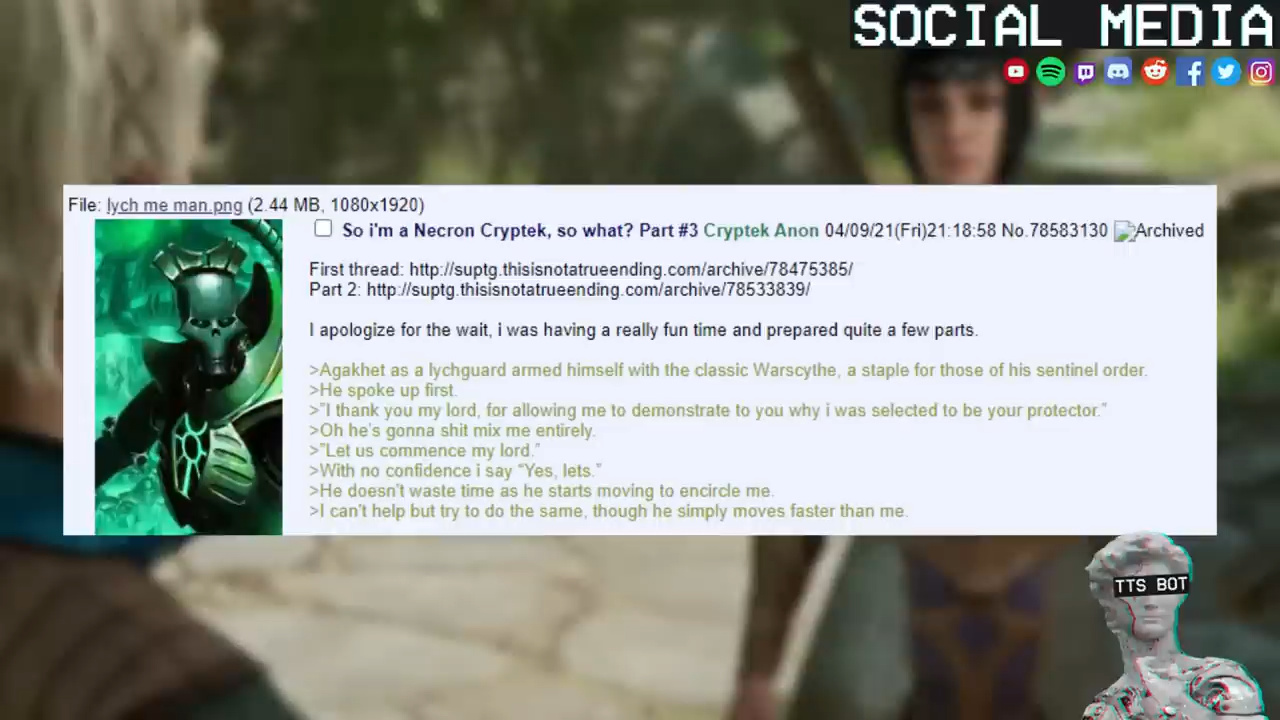 SOCIAL MEDIA
File: lych me man.png (2.44 MB, 1080x1920)
So i'm a Necron Cryptek, so what? Part #3 Cryptek Anon 04/09/21(Fri)21:18:58 No.78583130 Archived
First thread: http://suptg.thisisnotatrueending.com/archive/78475385/
Part 2: http://suptg.thisisnotatrueending.com/archive/78533839/
I apologize for the wait, i was having a really fun time and prepared quite a few parts.
>Agakhet as a lychguard armed himself with the classic Warscythe, a staple for those of his sentinel order.
>He spoke up first.
>"I thank you my lord, for allowing me to demonstrate to you why i was selected to be your protector."
>Oh he's gonna shit mix me entirely.
>"Let us commence my lord."
>With no confidence i say "Yes, lets."
>He doesn't waste time as he starts moving to encircle me.
>I can't help but try to do the same, though he simply moves faster than me.
TTS BOT